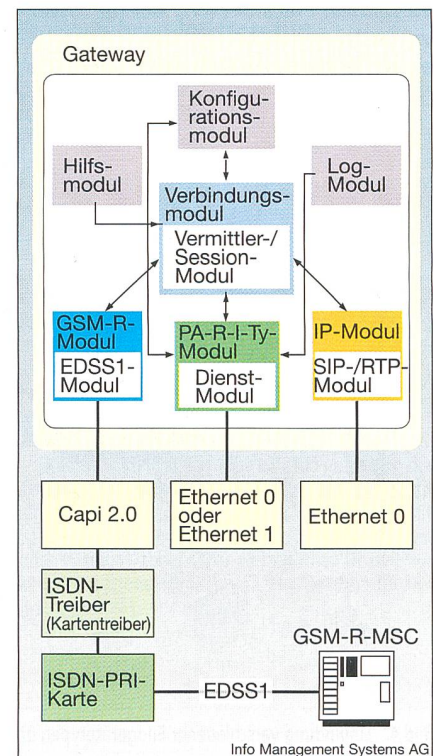 Gateway
Konfigu-
rations-
modul
Hilfs-
modul
Log-
Modul
Verbindungs-
modul
Vermittler-/
Session-
Modul
GSM-R-
Modul
EDSS1-
Modul
PA-R-I-Ty-
Modul
Dienst-
Modul
IP-Modul
SIP-/RTP-
Modul
Capi 2.0
Ethernet 0
oder
Ethernet 1
Ethernet 0
ISDN-
Treiber
(Kartentreiber)
ISDN-PRI-
Karte
EDSS1
GSM-R-MSC
Info Management Systems AG